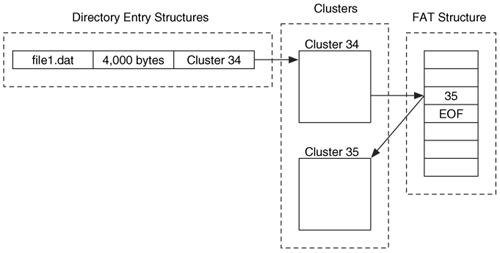 Directory Entry Structures
Clusters
FAT Structure
file1.dat
4,000 bytes
Cluster 34
Cluster 34
35
EOF
Cluster 35